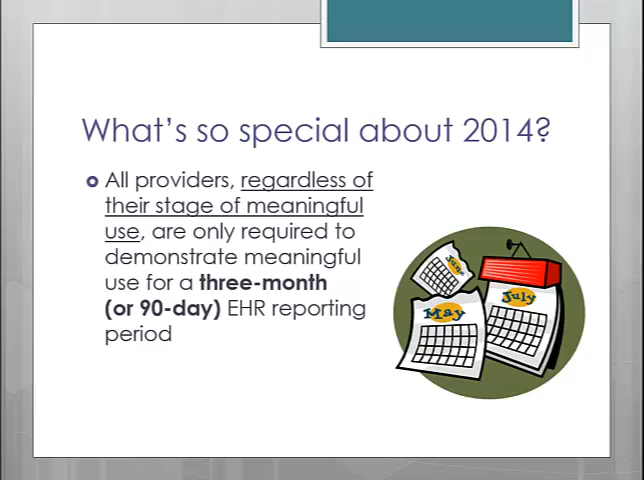 What's so special about 2014?
All providers, regardless of
their stage of meaningful
use, are only required to
demonstrate meaningful
use for a three-month
(or 90-day) EHR reporting
period
June
May
July